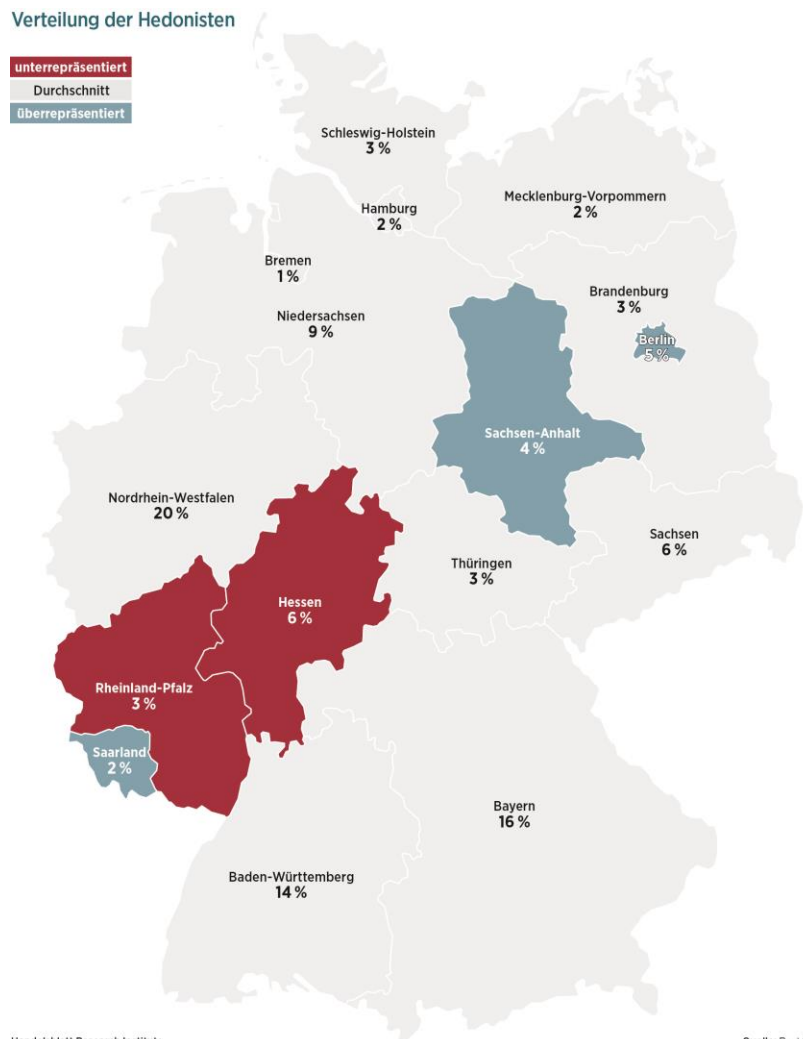 Verteilung der Hedonisten
unterrepräsentiert
Durchschnitt
überrepräsentiert
Schleswig-Holstein
3 %
Mecklenburg-Vorpommern
2 %
Hamburg
2 %
Bremen
1 %
Brandenburg
3 %
Niedersachsen
9 %
Berlin
5 %
Sachsen-Anhalt
4 %
Nordrhein-Westfalen
20 %
Sachsen
6 %
Thüringen
3 %
Hessen
6 %
Rheinland-Pfalz
3 %
Saarland
2 %
Bayern
16 %
Baden-Württemberg
14 %